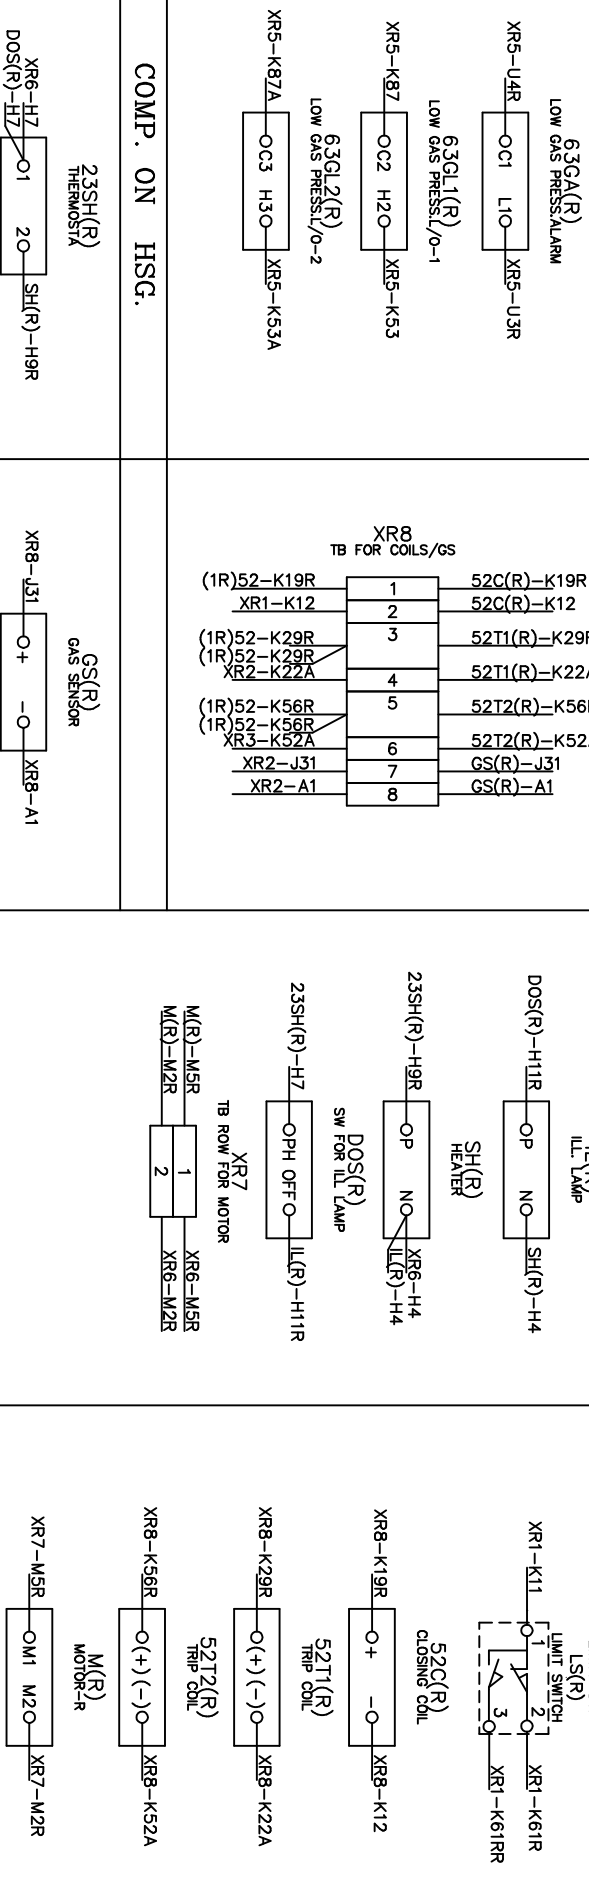 63GA(R)
LOW GAS PRESS.ALARM
XR5-U4R
C1 L1
XR5-U3R
63GL1(R)
LOW GAS PRESS.L/O-1
XR5-K87
C2 H2
XR5-K53
63GL2(R)
LOW GAS PRESS.L/O-2
XR5-K87A
C3 H3
XR5-K53A
COMP. ON HSG.
23SH(R)
THERMOSTA
XR6-H7
DOS(R)-H7
1 2
SH(R)-H9R
XR8
TB FOR COILS/GS
(1R)52-K19R 1 52C(R)-K19R
XR1-K12 2 52C(R)-K12
(1R)52-K29R 3 52T1(R)-K29R
(1R)52-K29R
XR2-K22A 4 52T1(R)-K22A
(1R)52-K56R 5 52T2(R)-K56R
(1R)52-K56R
XR3-K52A 6 52T2(R)-K52A
XR2-J31 7 GS(R)-J31
XR2-A1 8 GS(R)-A1
GS(R)
GAS SENSOR
XR8-J31
+ -
XR8-A1
ILL. LAMP
DOS(R)-H11R
P N
SH(R)-H4
SH(R)
HEATER
23SH(R)-H9R
P N
XR6-H4
IL(R)-H4
DOS(R)
SW FOR ILL LAMP
23SH(R)-H7
PH OFF
IL(R)-H11R
XR7
TB ROW FOR MOTOR
M(R)-M5R 1 XR6-M5R
M(R)-M2R 2 XR6-M2R
LS(R)
LIMIT SWITCH
XR1-K11
1 2
3
XR1-K61R
XR1-K61RR
52C(R)
CLOSING COIL
XR8-K19R
+ -
XR8-K12
52T1(R)
TRIP COIL
XR8-K29R
(+) (-)
XR8-K22A
52T2(R)
TRIP COIL
XR8-K56R
(+) (-)
XR8-K52A
M(R)
MOTOR-R
XR7-M5R
M1 M2
XR7-M2R